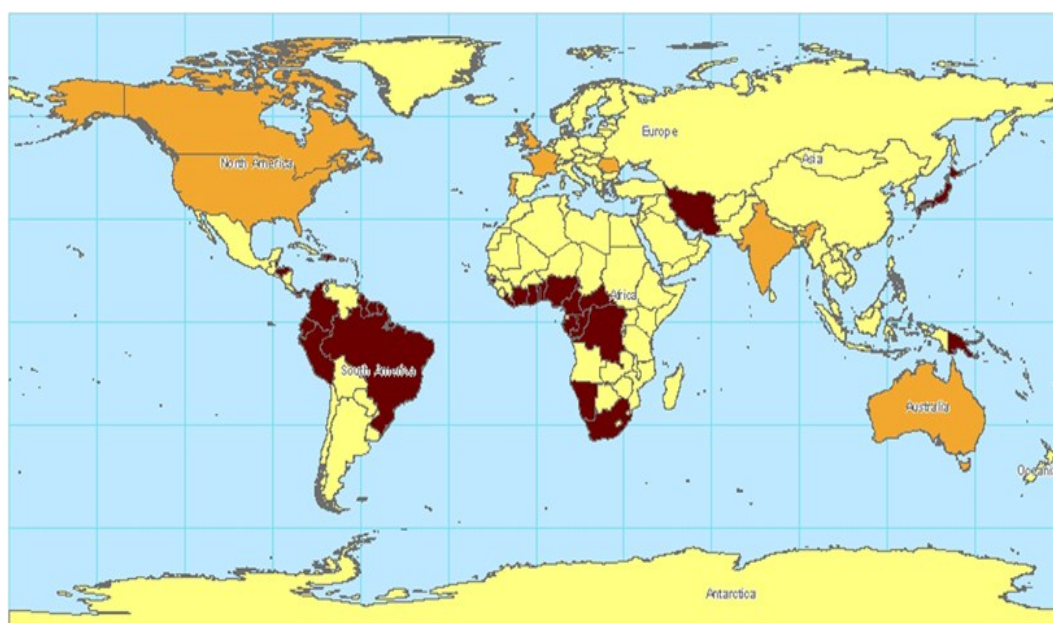 Europe
Asia
North America
Africa
South America
Australia
Oceania
Antarctica